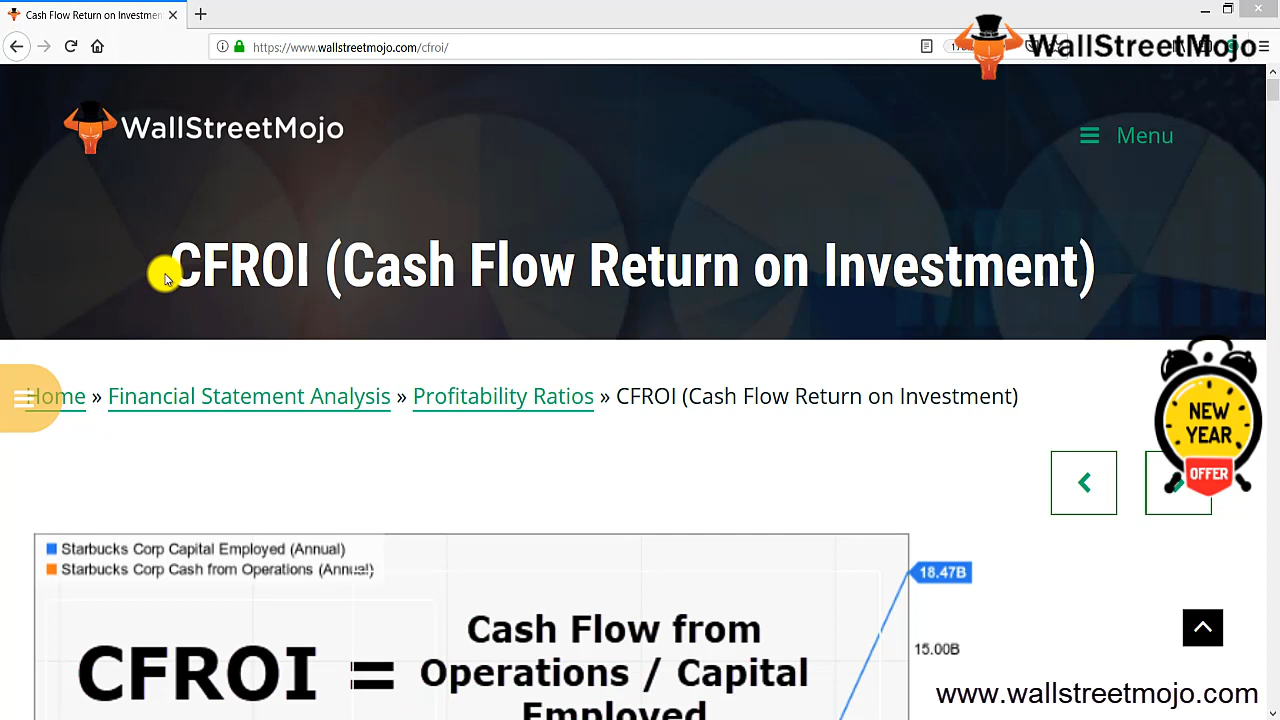 Cash Flow Return on Investmen
https://www.wallstreetmojo.com/cfroi/
WallStreetMojo
WallStreetMojo
Menu
CFROI (Cash Flow Return on Investment)
Home » Financial Statement Analysis » Profitability Ratios » CFROI (Cash Flow Return on Investment)
NEW
YEAR
OFFER
Starbucks Corp Capital Employed (Annual)
Starbucks Corp Cash from Operations (Annual)
18.47B
Cash Flow from
CFROI = Operations / Capital
Employed
15.00B
www.wallstreetmojo.com